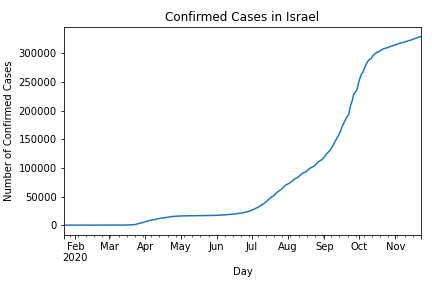 Confirmed Cases in Israel
Number of Confirmed Cases
300000
250000
200000
150000
100000
50000
0
Feb Mar Apr May Jun Jul Aug Sep Oct Nov
2020
Day